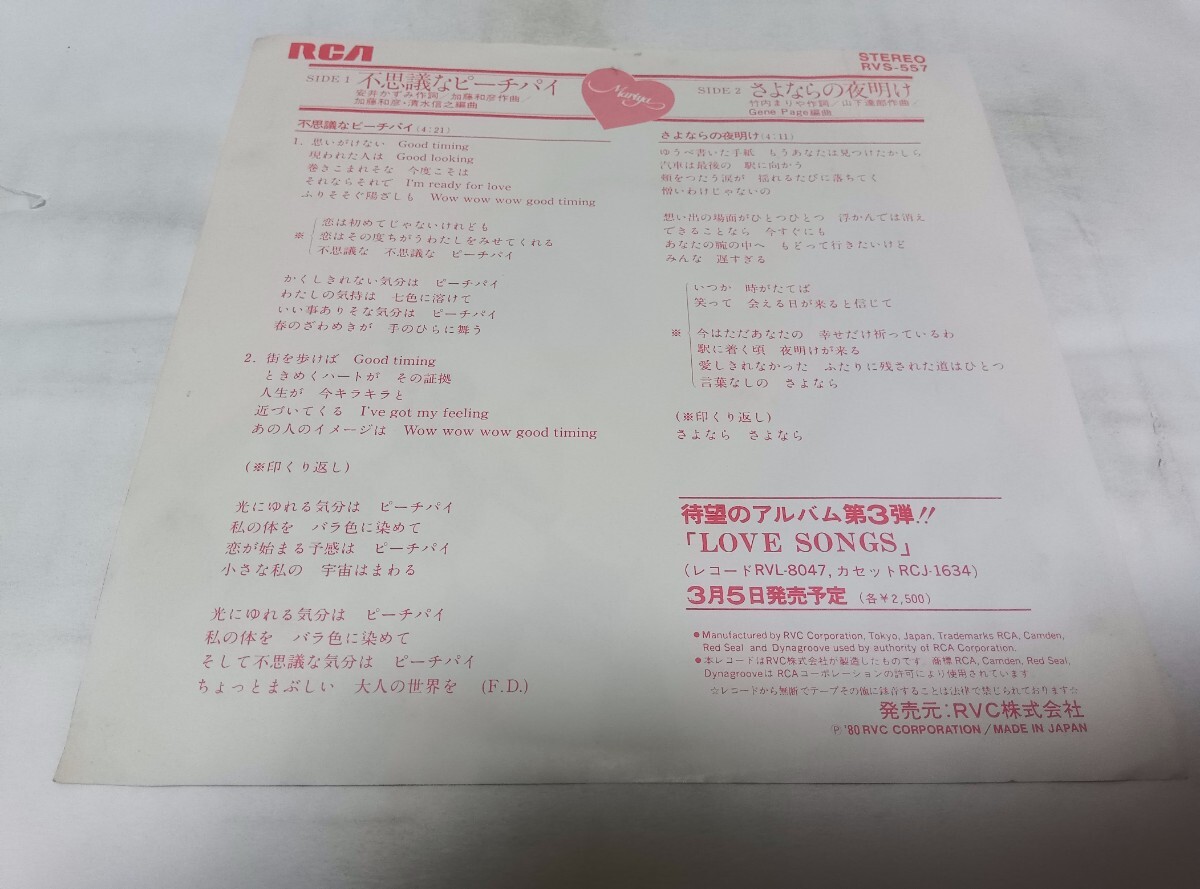 RCA
STEREO
RVS-557
SIDE 1 不思議なピーチパイ
安井かずみ作詞/加藤和彦作曲/
加藤和彦・清水信之編曲
Mariya
SIDE 2 さよならの夜明け
竹内まりや作詞/山下達郎作曲/
Gene Page編曲
不思議なピーチパイ(4:21)
1. 思いがけない Good timing
現われた人は Good looking
巻きこまれそな 今度こそは
それならそれで I'm ready for love
ふりそそぐ陽ざしも Wow wow wow good timing
恋は初めてじゃないけれども
※ 恋はその度ちがうわたしをみせてくれる
不思議な 不思議な ピーチパイ
かくしきれない気分は ピーチパイ
わたしの気持は 七色に溶けて
いい事ありそな気分は ピーチパイ
春のざわめきが 手のひらに舞う
2. 街を歩けば Good timing
ときめくハートが その証拠
人生が 今キラキラと
近づいてくる I've got my feeling
あの人のイメージは Wow wow wow good timing
(※印くり返し)
光にゆれる気分は ピーチパイ
私の体を バラ色に染めて
恋が始まる予感は ピーチパイ
小さな私の 宇宙はまわる
光にゆれる気分は ピーチパイ
私の体を バラ色に染めて
そして不思議な気分は ピーチパイ
ちょっとまぶしい 大人の世界を (F.D.)
さよならの夜明け(4:11)
ゆうべ書いた手紙 もうあなたは見つけたかしら
汽車は最後の 駅に向かう
頬をつたう涙が 揺れるたびに落ちてく
憎いわけじゃないの
想い出の場面がひとつひとつ 浮かんでは消え
できることなら 今すぐにも
あなたの腕の中へ もどって行きたいけど
みんな 遅すぎる
いつか 時がたてば
笑って 会える日が来ると信じて
※ 今はただあなたの 幸せだけ祈っているわ
駅に着く頃 夜明けが来る
愛しきれなかった ふたりに残された道はひとつ
言葉なしの さよなら
(※印くり返し)
さよなら さよなら
待望のアルバム第3弾!!
「LOVE SONGS」
(レコードRVL-8047, カセットRCJ-1634)
3月5日発売予定 (各¥2,500)
● Manufactured by RVC Corporation, Tokyo, Japan, Trademarks RCA, Camden,
Red Seal and Dynagroove used by authority of RCA Corporation.
● 本レコードはRVC株式会社が製造したものです。商標RCA, Camden, Red Seal,
DynagrooveはRCAコーポレーションの許可により使用されています。
☆レコードから無断でテープその他に録音することは法律で禁じられております☆
発売元:RVC株式会社
Ⓟ '80 RVC CORPORATION/MADE IN JAPAN